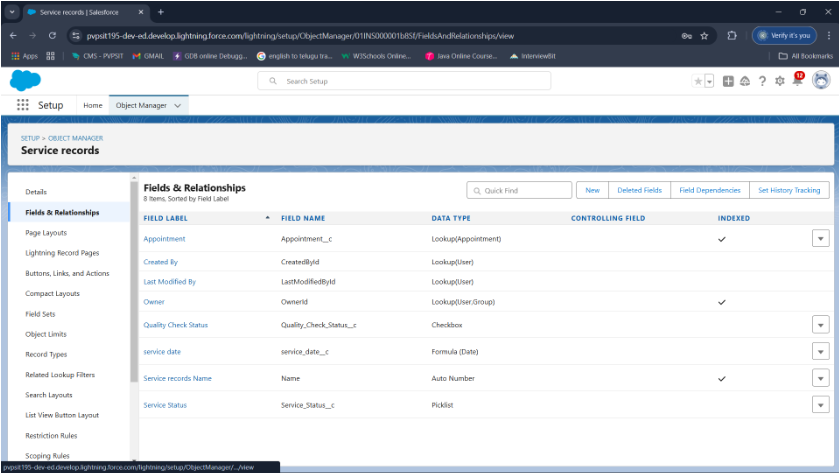 Service records | Salesforce
pvpsit195-dev-ed.develop.lightning.force.com/lightning/setup/ObjectManager/01INS000001b8Sf/FieldsAndRelationships/view
Verify it's you
Apps CMS - PVPSIT GMAIL GDB online Debugg... english to telugu tra... W3Schools Online... Java Online Course... InterviewBit All Bookmarks
Search Setup
12
Setup Home Object Manager
SETUP > OBJECT MANAGER
Service records
Details
Fields & Relationships
Page Layouts
Lightning Record Pages
Buttons, Links, and Actions
Compact Layouts
Field Sets
Object Limits
Record Types
Related Lookup Filters
Search Layouts
List View Button Layout
Restriction Rules
Scoping Rules
Fields & Relationships
8 Items, Sorted by Field Label
Quick Find New Deleted Fields Field Dependencies Set History Tracking
FIELD LABEL FIELD NAME DATA TYPE CONTROLLING FIELD INDEXED
Appointment Appointment__c Lookup(Appointment)
Created By CreatedById Lookup(User)
Last Modified By LastModifiedById Lookup(User)
Owner OwnerId Lookup(User,Group)
Quality Check Status Quality_Check_Status__c Checkbox
service date service_date__c Formula (Date)
Service records Name Name Auto Number
Service Status Service_Status__c Picklist
pvpsit195-dev-ed.develop.lightning.force.com/lightning/setup/ObjectManager/.../view